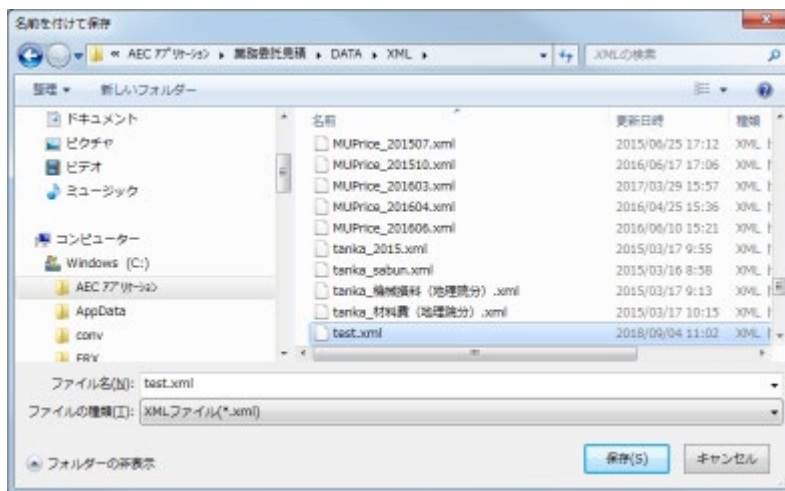 名前を付けて保存
« AEC アプリケーション ▸ 業務委託見積 ▸ DATA ▸ XML ▸
XMLの検索
整理 ▼ 新しいフォルダー
ドキュメント
ピクチャ
ビデオ
ミュージック
コンピューター
Windows (C:)
AEC アプリケーション
AppData
conv
名前 更新日時 種類
MUPrice_201507.xml 2015/06/25 17:12 XML
MUPrice_201510.xml 2016/06/17 17:06 XML
MUPrice_201603.xml 2017/03/29 15:57 XML
MUPrice_201604.xml 2016/04/25 15:36 XML
MUPrice_201606.xml 2016/06/10 15:21 XML
tanka_2015.xml 2015/03/17 9:55 XML
tanka_sabun.xml 2015/03/16 8:58 XML
tanka_機械損料（地理院分）.xml 2015/03/17 9:13 XML
tanka_材料費（地理院分）.xml 2015/03/17 10:15 XML
test.xml 2018/09/04 11:02 XML
ファイル名(N): test.xml
ファイルの種類(T): XMLファイル(*.xml)
フォルダーの非表示
保存(S) キャンセル